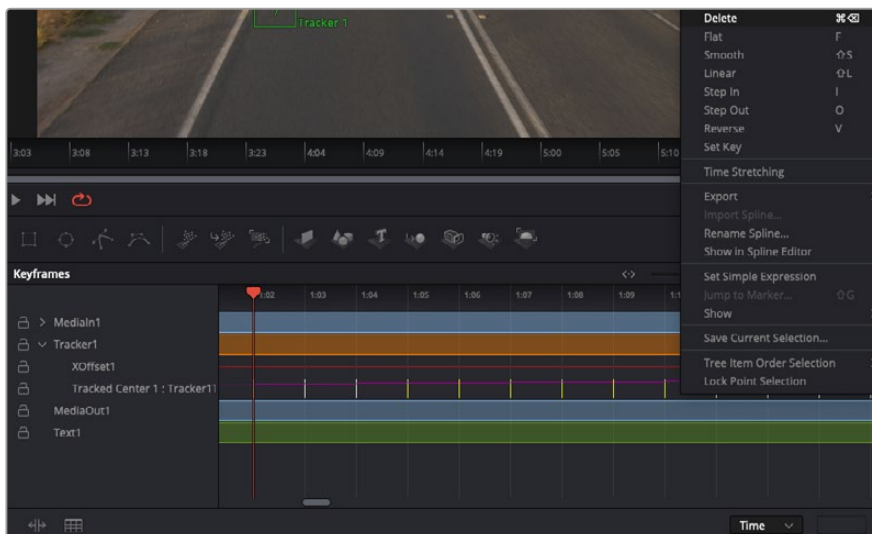 Tracker 1
Delete ⌘⌫
Flat F
Smooth ⇧S
Linear ⇧L
Step In I
Step Out O
Reverse V
Set Key
Time Stretching
Export
Import Spline...
Rename Spline...
Show in Spline Editor
Set Simple Expression
Jump to Marker... ⇧G
Show
Save Current Selection...
Tree Item Order Selection
Lock Point Selection
3:03 3:08 3:13 3:18 3:23 4:04 4:09 4:14 4:19 5:00 5:05 5:10
T
Keyframes
1:02 1:03 1:04 1:05 1:06 1:07 1:08 1:09
MediaIn1
Tracker1
XOffset1
Tracked Center 1 : Tracker1
MediaOut1
Text1
Time